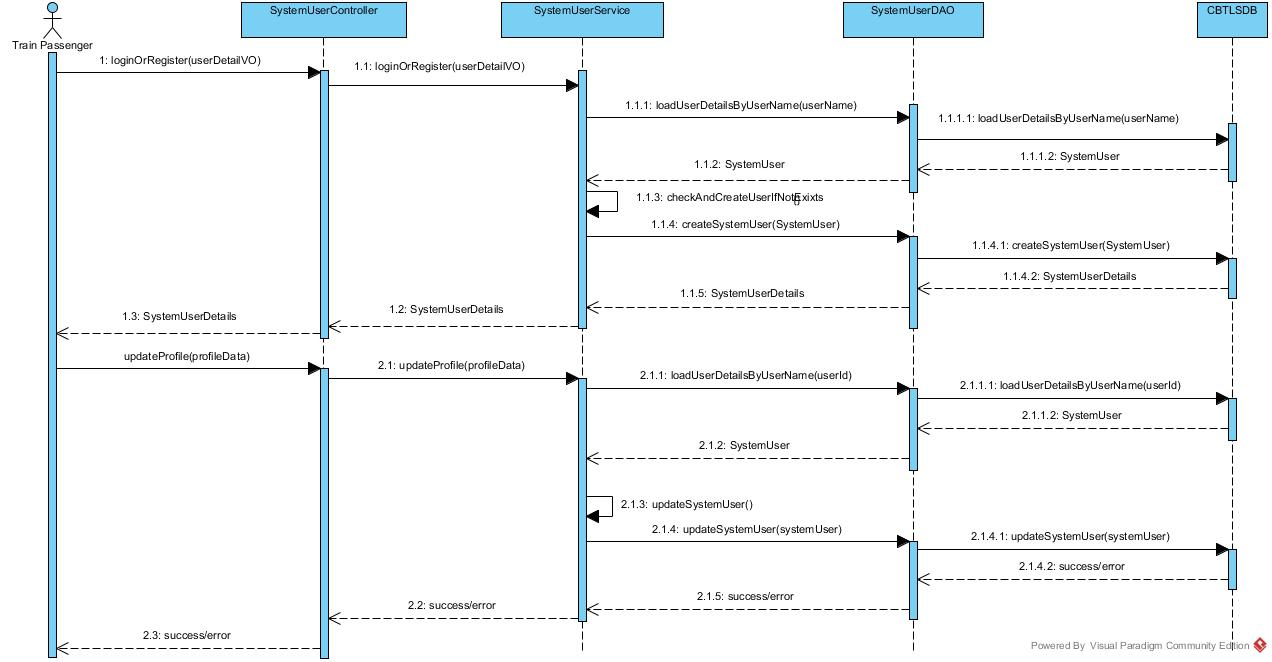 SystemUserController
SystemUserService
SystemUserDAO
CBTLSDB
Train Passenger
1: loginOrRegister(userDetailVO)
1.1: loginOrRegister(userDetailVO)
1.1.1: loadUserDetailsByUserName(userName)
1.1.1.1: loadUserDetailsByUserName(userName)
1.1.1.2: SystemUser
1.1.2: SystemUser
1.1.3: checkAndCreateUserIfNotExixts
()
1.1.4: createSystemUser(SystemUser)
1.1.4.1: createSystemUser(SystemUser)
1.1.4.2: SystemUserDetails
1.1.5: SystemUserDetails
1.2: SystemUserDetails
1.3: SystemUserDetails
updateProfile(profileData)
2.1: updateProfile(profileData)
2.1.1: loadUserDetailsByUserName(userId)
2.1.1.1: loadUserDetailsByUserName(userId)
2.1.1.2: SystemUser
2.1.2: SystemUser
2.1.3: updateSystemUser()
2.1.4: updateSystemUser(systemUser)
2.1.4.1: updateSystemUser(systemUser)
2.1.4.2: success/error
2.1.5: success/error
2.2: success/error
2.3: success/error
Powered By Visual Paradigm Community Edition